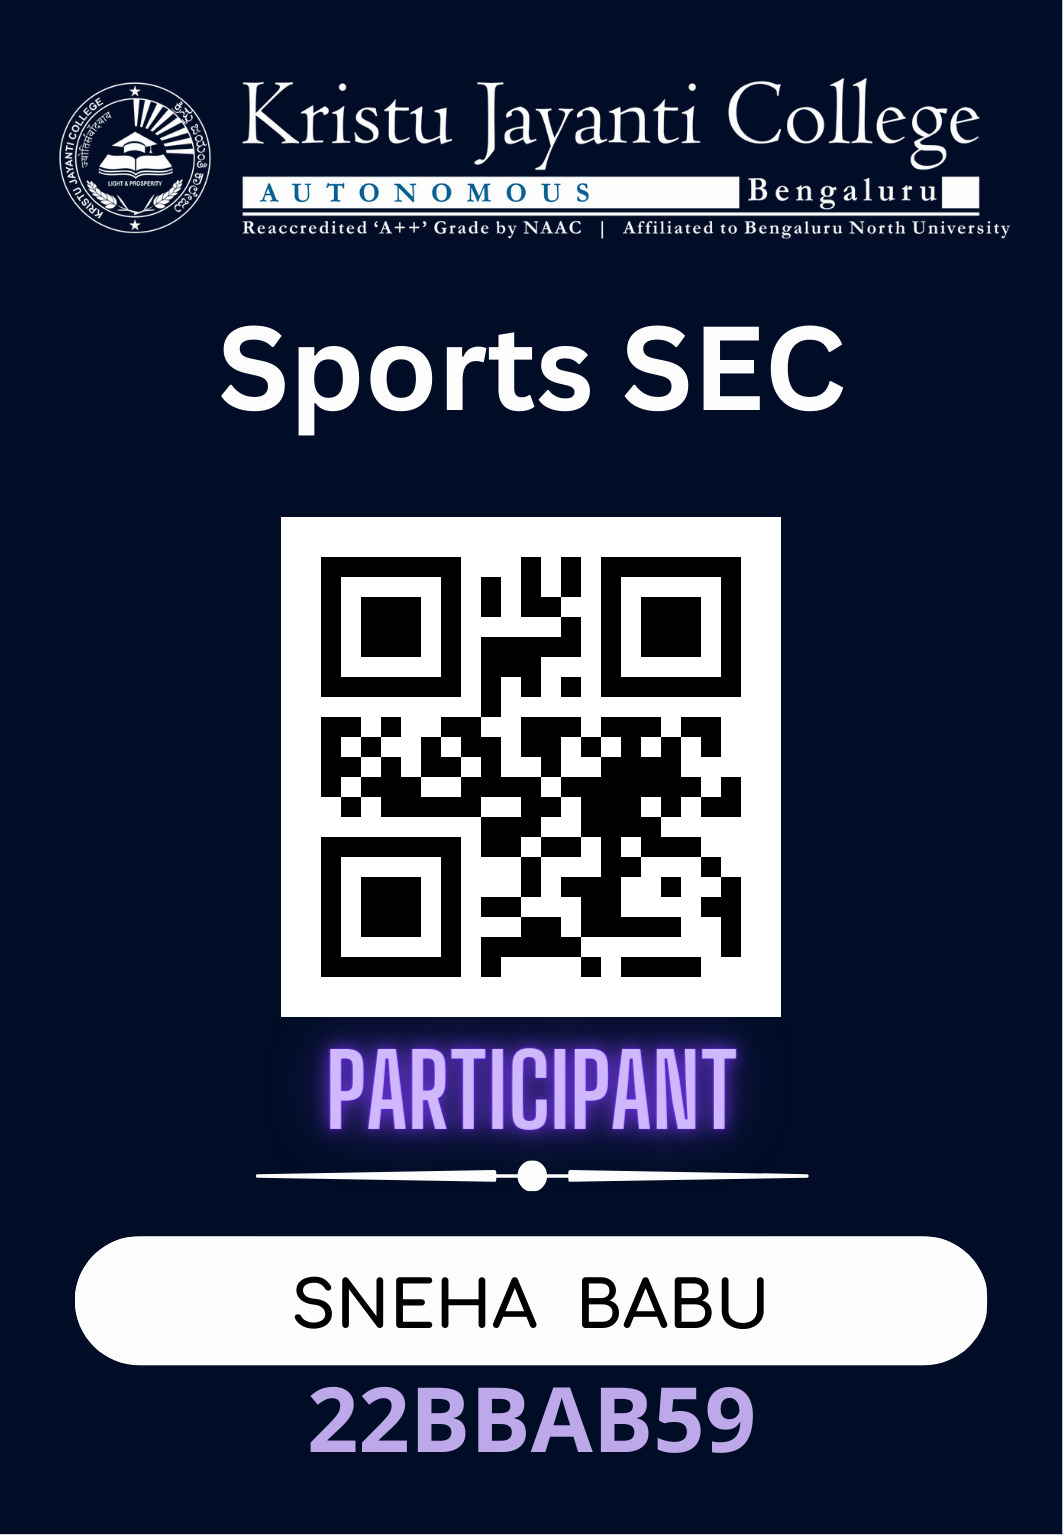 KRISTU JAYANTI COLLEGE
ಕ್ರಿಸ್ತು ಜಯಂತಿ ಕಾಲೇಜು
LIGHT & PROSPERITY
Kristu Jayanti College
AUTONOMOUS Bengaluru
Reaccredited ‘A++’ Grade by NAAC | Affiliated to Bengaluru North University
Sports SEC
PARTICIPANT
SNEHA BABU
22BBAB59